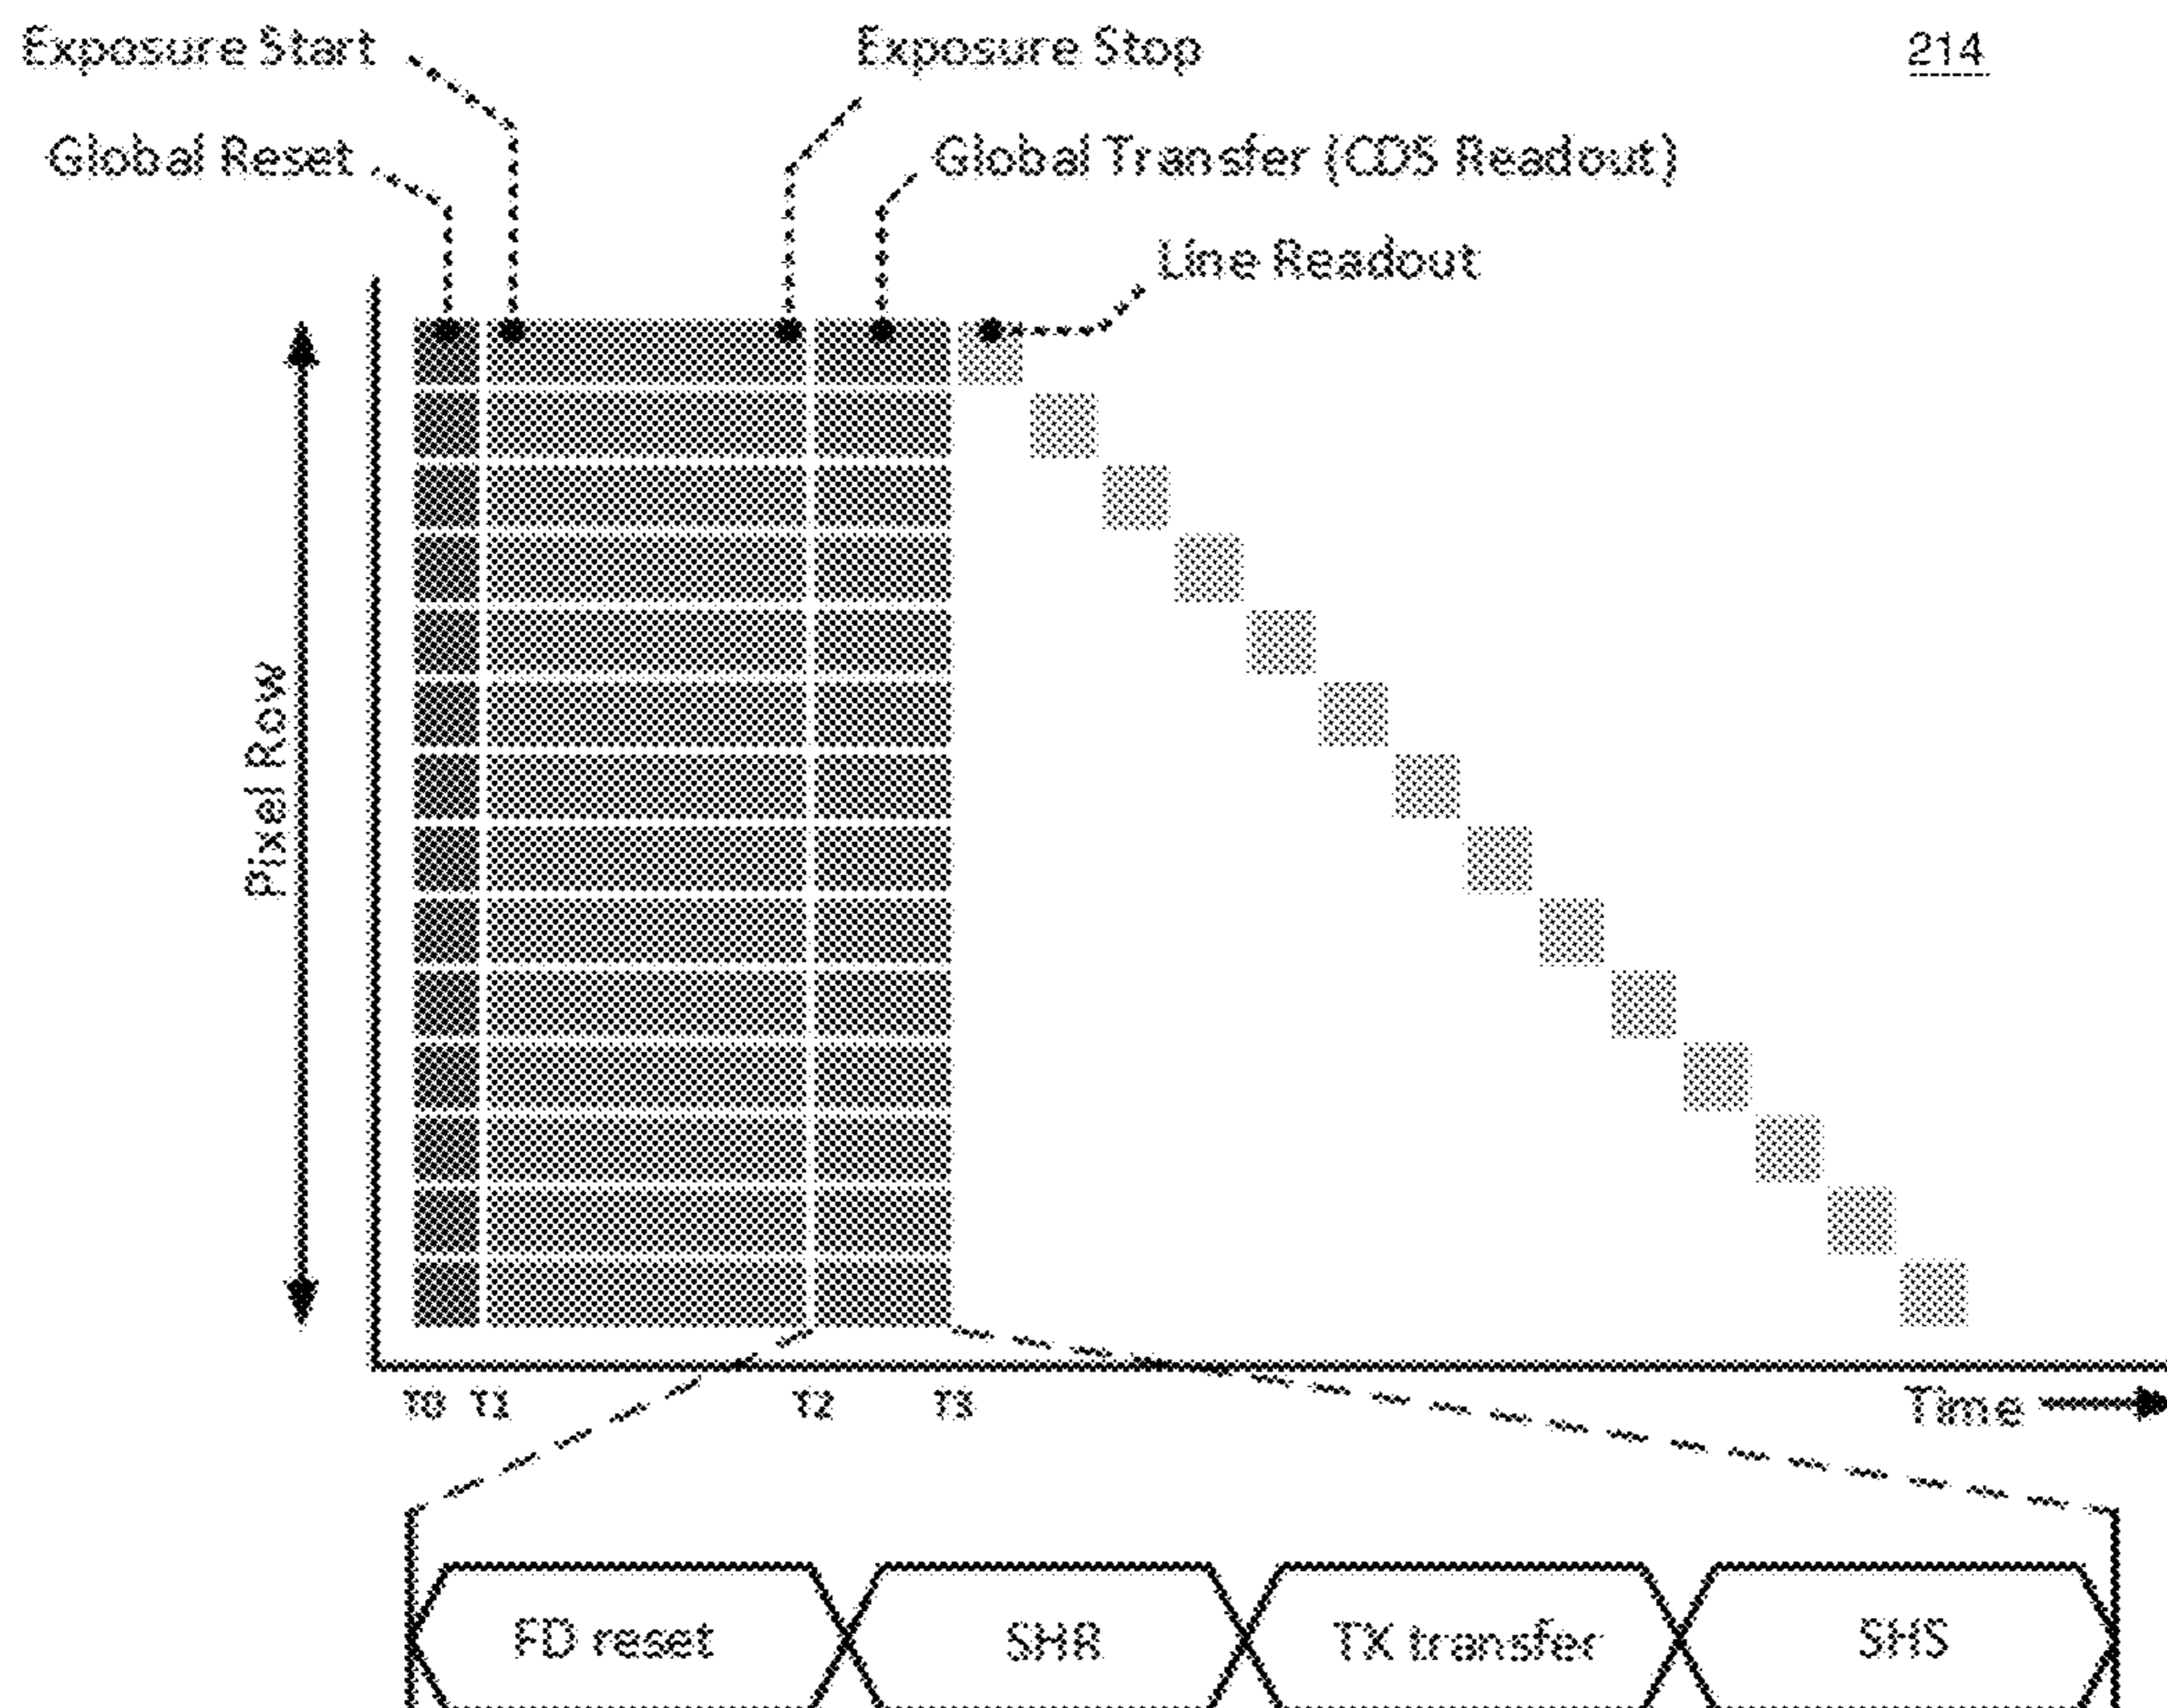 Exposure Start
Exposure Stop
214
Global Reset
Global Transfer (CDS Readout)
Line Readout
Pixel Row
T0 T1 T2 T3
Time
FD reset
SHR
TX transfer
SHS